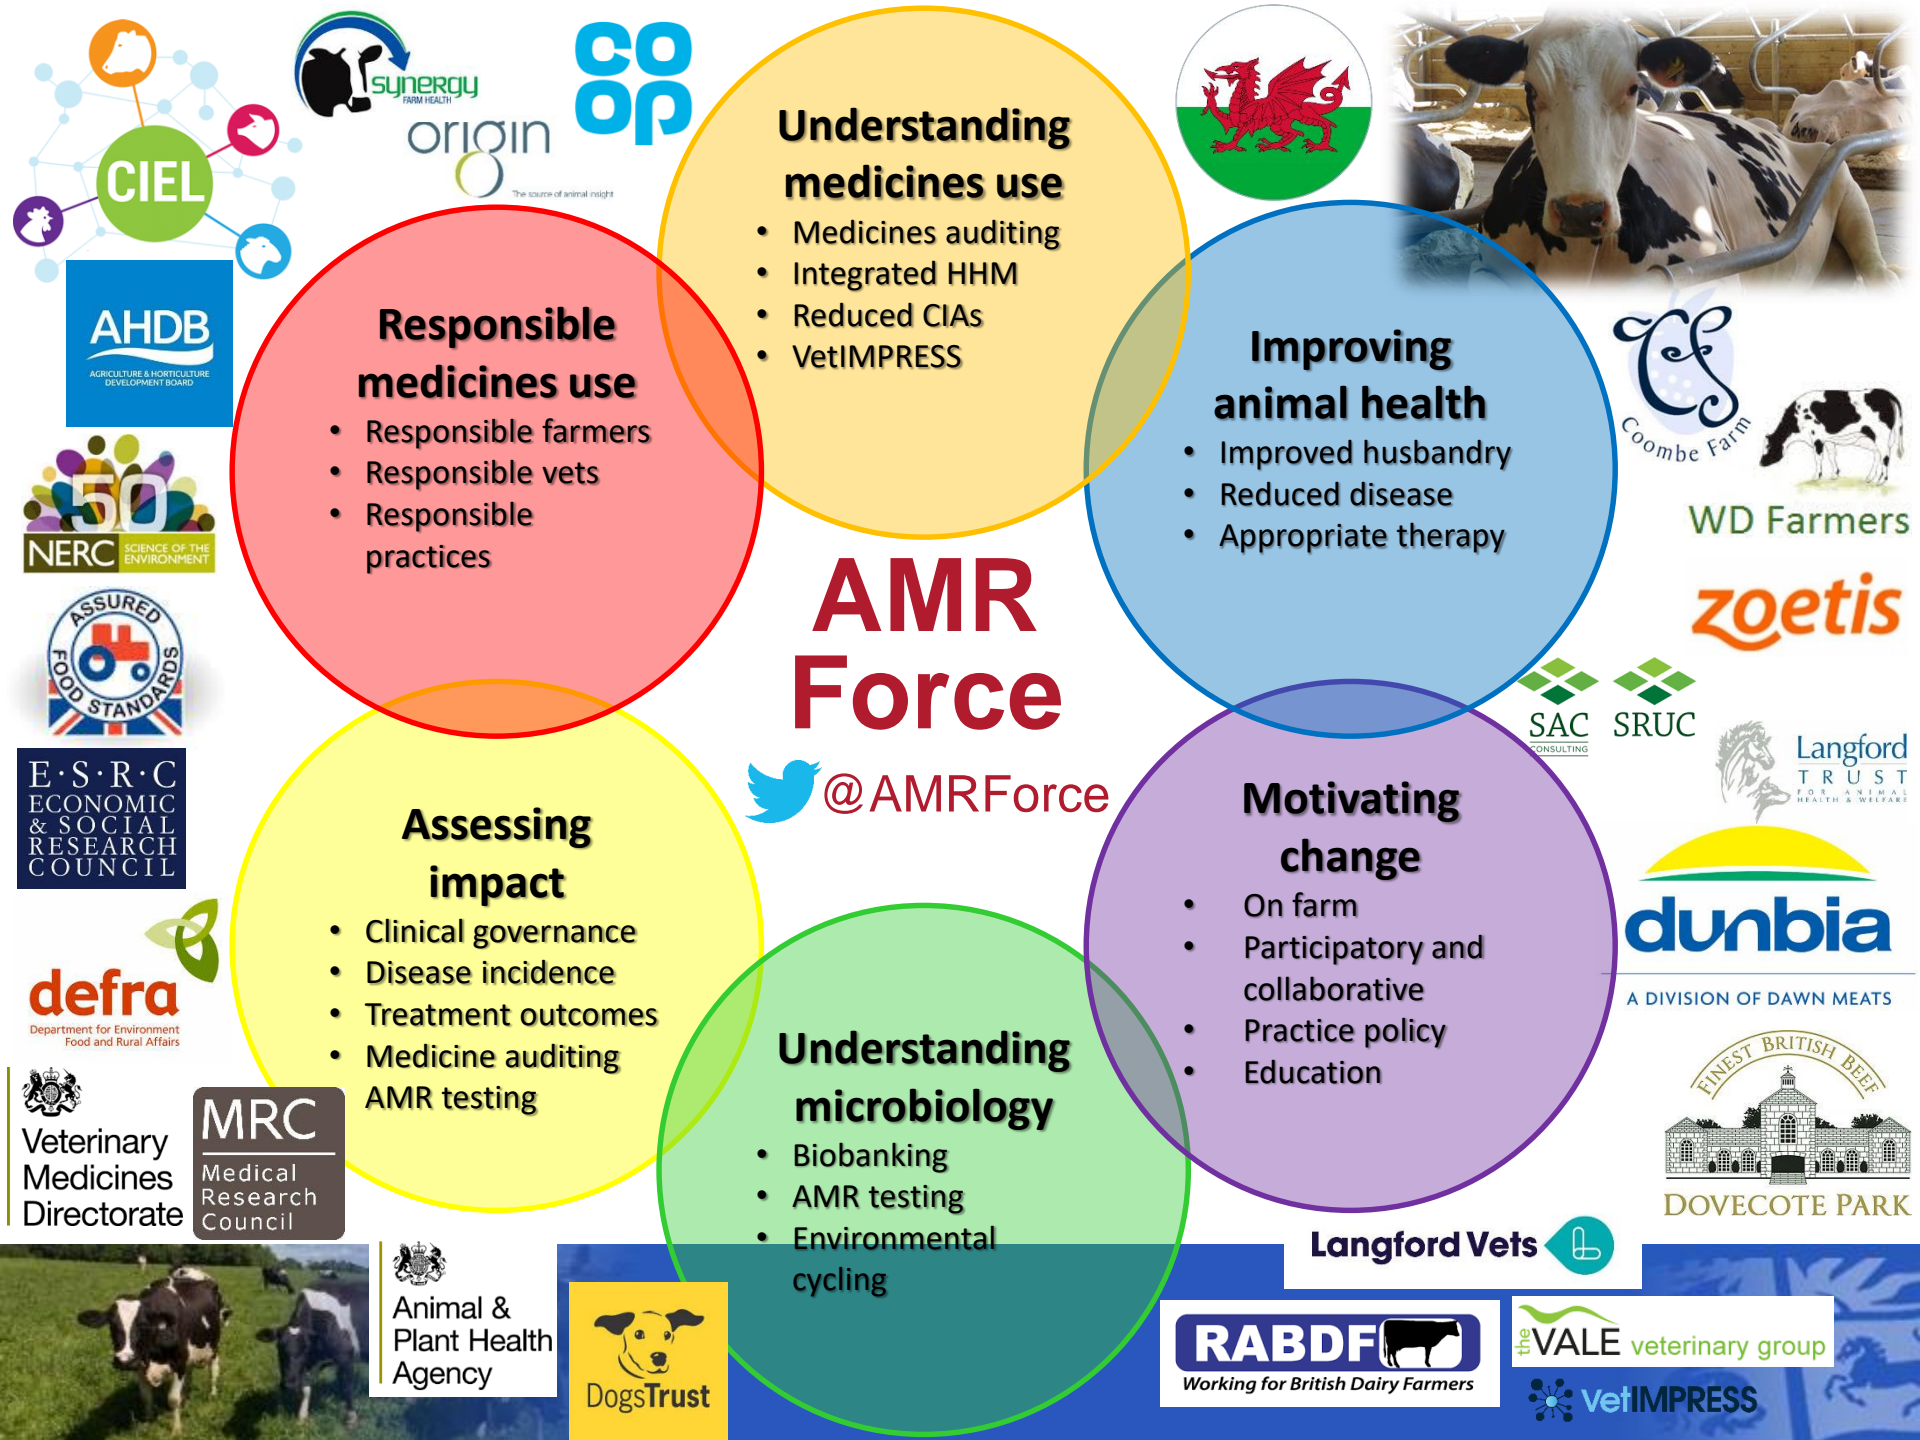 CIEL
synergy
FARM HEALTH
origin
The source of animal insight
CO
OP
AHDB
AGRICULTURE & HORTICULTURE
DEVELOPMENT BOARD
50
NERC
SCIENCE OF THE
ENVIRONMENT
ASSURED
FOOD STANDARDS
E·S·R·C
ECONOMIC
& SOCIAL
RESEARCH
COUNCIL
defra
Department for Environment
Food and Rural Affairs
Veterinary
Medicines
Directorate
MRC
Medical
Research
Council
Animal &
Plant Health
Agency
DogsTrust
Understanding
medicines use
• Medicines auditing
• Integrated HHM
• Reduced CIAs
• VetIMPRESS
Responsible
medicines use
• Responsible farmers
• Responsible vets
• Responsible
practices
Improving
animal health
• Improved husbandry
• Reduced disease
• Appropriate therapy
AMR
Force
@AMRForce
Assessing
impact
• Clinical governance
• Disease incidence
• Treatment outcomes
• Medicine auditing
AMR testing
Motivating
change
• On farm
• Participatory and
collaborative
• Practice policy
• Education
Understanding
microbiology
• Biobanking
• AMR testing
• Environmental
cycling
CF
Coombe Farm
WD Farmers
zoetis
SAC
CONSULTING
SRUC
Langford
TRUST
FOR ANIMAL
HEALTH & WELFARE
dunbia
A DIVISION OF DAWN MEATS
FINEST BRITISH BEEF
DOVECOTE PARK
Langford Vets
RABDF
Working for British Dairy Farmers
the VALE veterinary group
vetIMPRESS